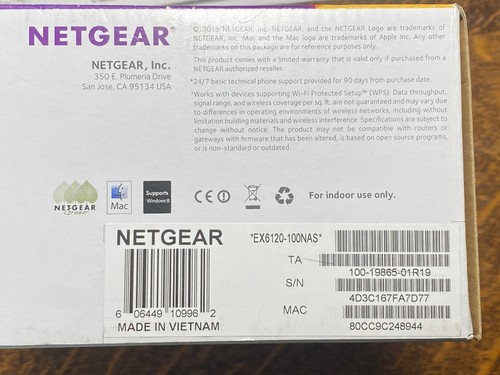 NETGEAR®
NETGEAR, Inc.
350 E. Plumeria Drive
San Jose, CA 95134 USA
© 2015 NETGEAR, Inc. NETGEAR, and the NETGEAR Logo are trademarks of
NETGEAR, Inc. Mac and the Mac logo are trademarks of Apple Inc. Any other
trademarks on this package are for reference purposes only.
This product comes with a limited warranty that is valid only if purchased from a
NETGEAR authorized reseller.
*24/7 basic technical phone support provided for 90 days from purchase date.
†Works with devices supporting Wi-Fi Protected Setup™ (WPS). Data throughput,
signal range, and wireless coverage per sq. ft. are not guaranteed and may vary due
to differences in operating environments of wireless networks, including without
limitation building materials and wireless interference. Specifications are subject to
change without notice. The product may not be compatible with routers or
gateways with firmware that has been altered, is based on open source programs,
or is non-standard or outdated.
NETGEAR
Green
Mac
Supports
Windows 8
CE
For indoor use only.
NETGEAR
*EX6120-100NAS*
TA
100-19865-01R19
S/N
4D3C167FA7D77
MAC
80CC9C248944
6 06449 10996 2
MADE IN VIETNAM